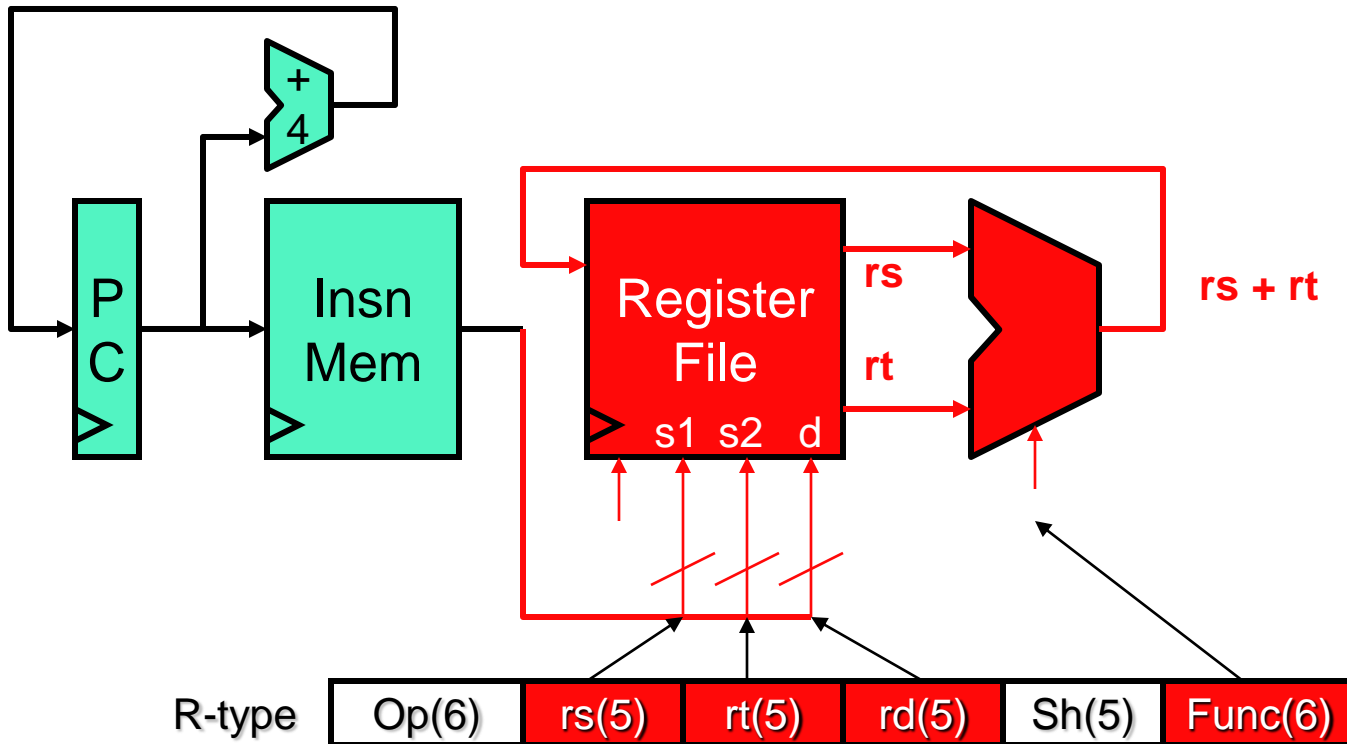 +
4
P
C
Insn
Mem
Register
File
s1 s2 d
rs
rt
rs + rt
R-type Op(6) rs(5) rt(5) rd(5) Sh(5) Func(6)